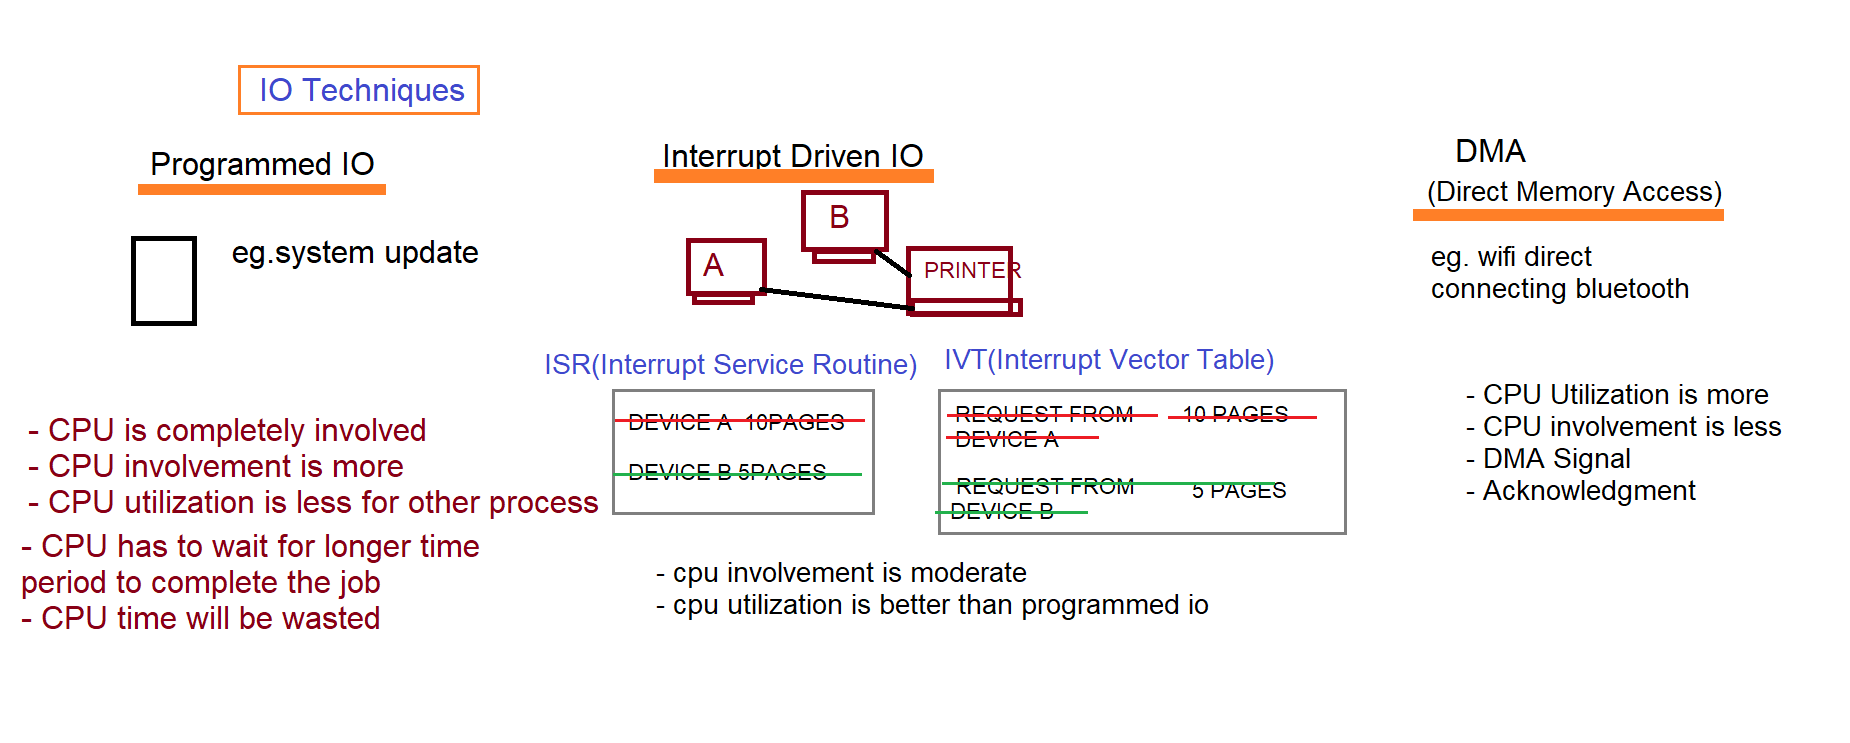 IO Techniques
Programmed IO
eg.system update
- CPU is completely involved
- CPU involvement is more
- CPU utilization is less for other process
- CPU has to wait for longer time
period to complete the job
- CPU time will be wasted
Interrupt Driven IO
B
A
PRINTER
ISR(Interrupt Service Routine)
DEVICE A 10PAGES
DEVICE B 5PAGES
IVT(Interrupt Vector Table)
REQUEST FROM 10 PAGES
DEVICE A
REQUEST FROM 5 PAGES
DEVICE B
- cpu involvement is moderate
- cpu utilization is better than programmed io
DMA
(Direct Memory Access)
eg. wifi direct
connecting bluetooth
- CPU Utilization is more
- CPU involvement is less
- DMA Signal
- Acknowledgment